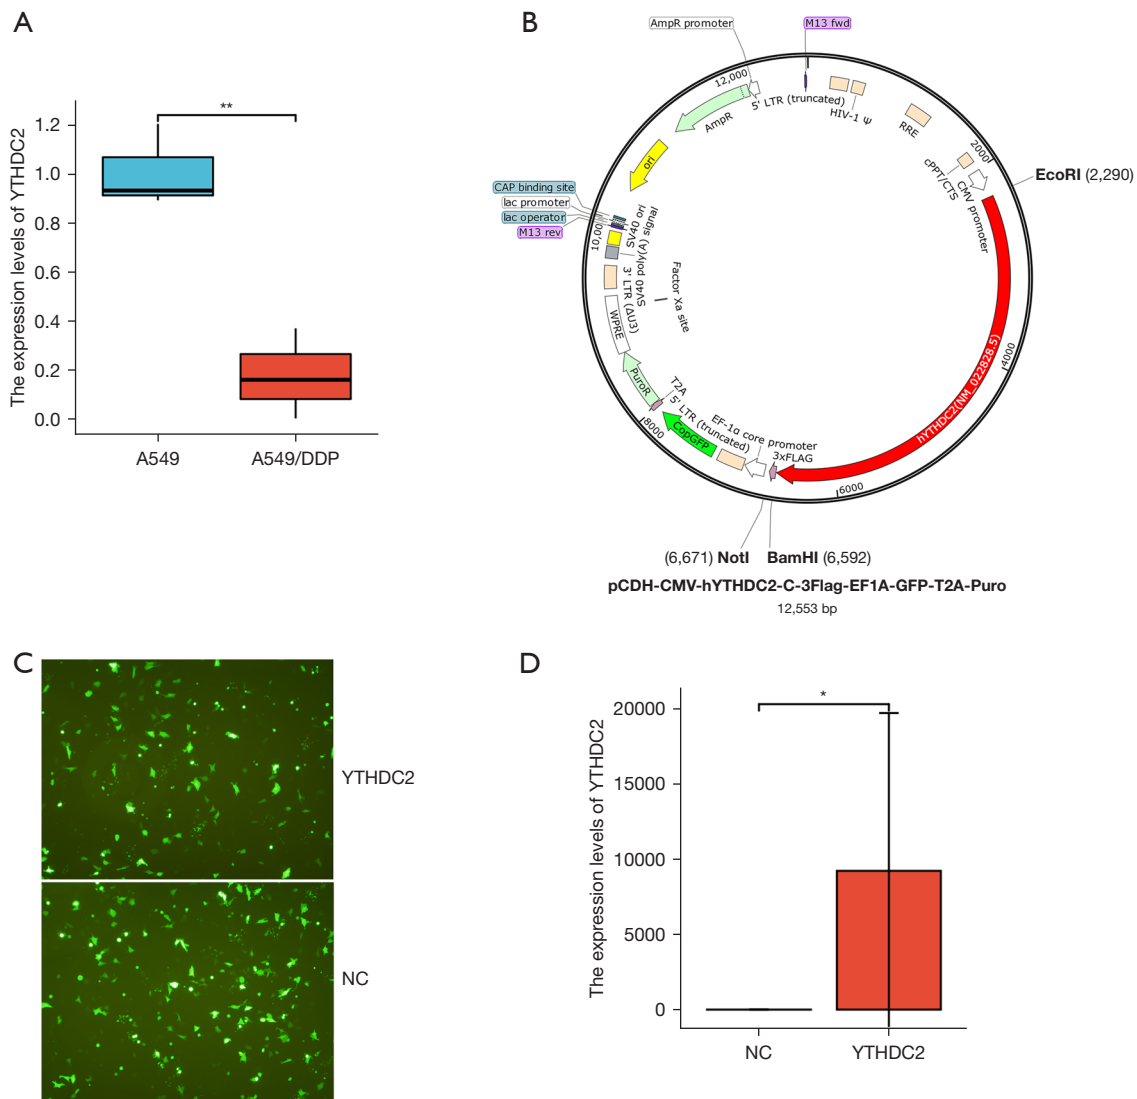 A
The expression levels of YTHDC2
1.2
1.0
0.8
0.6
0.4
0.2
0.0
**
A549
A549/DDP
B
AmpR promoter
M13 fwd
12,000
5' LTR (truncated)
HIV-1 Ψ
RRE
2000
cPPT/CTS
CMV promoter
EcoRI (2,290)
AmpR
ori
CAP binding site
lac promoter
lac operator
M13 rev
10,00
SV40 ori
SV40 poly(A) signal
3' LTR (ΔU3)
WPRE
Factor Xa site
4000
hYTHDC2(NM_022828.5)
PuroR
T2A
8000
5' LTR (truncated)
CopGFP
EF-1α core promoter
3xFLAG
6000
(6,671) NotI
BamHI (6,592)
pCDH-CMV-hYTHDC2-C-3Flag-EF1A-GFP-T2A-Puro
12,553 bp
C
YTHDC2
NC
D
The expression levels of YTHDC2
20000
15000
10000
5000
0
*
NC
YTHDC2